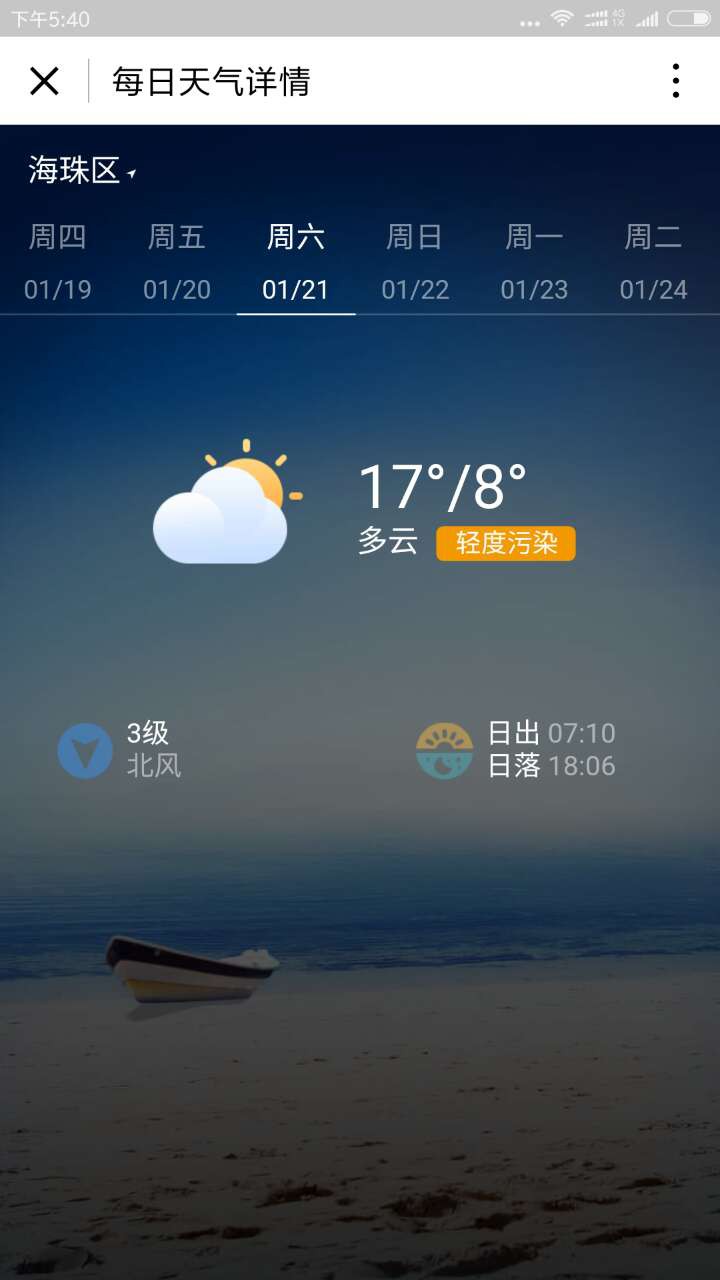 下午5:40
4G
1X
每日天气详情
海珠区
周四 周五 周六 周日 周一 周二
01/19 01/20 01/21 01/22 01/23 01/24
17°/8°
多云 轻度污染
3级
北风
日出 07:10
日落 18:06